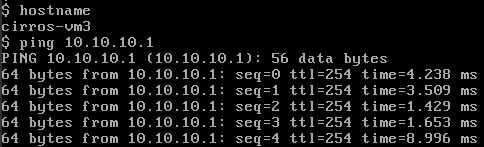 $ hostname
cirros-vm3
$ ping 10.10.10.1
PING 10.10.10.1 (10.10.10.1): 56 data bytes
64 bytes from 10.10.10.1: seq=0 ttl=254 time=4.238 ms
64 bytes from 10.10.10.1: seq=1 ttl=254 time=3.509 ms
64 bytes from 10.10.10.1: seq=2 ttl=254 time=1.429 ms
64 bytes from 10.10.10.1: seq=3 ttl=254 time=1.653 ms
64 bytes from 10.10.10.1: seq=4 ttl=254 time=8.996 ms